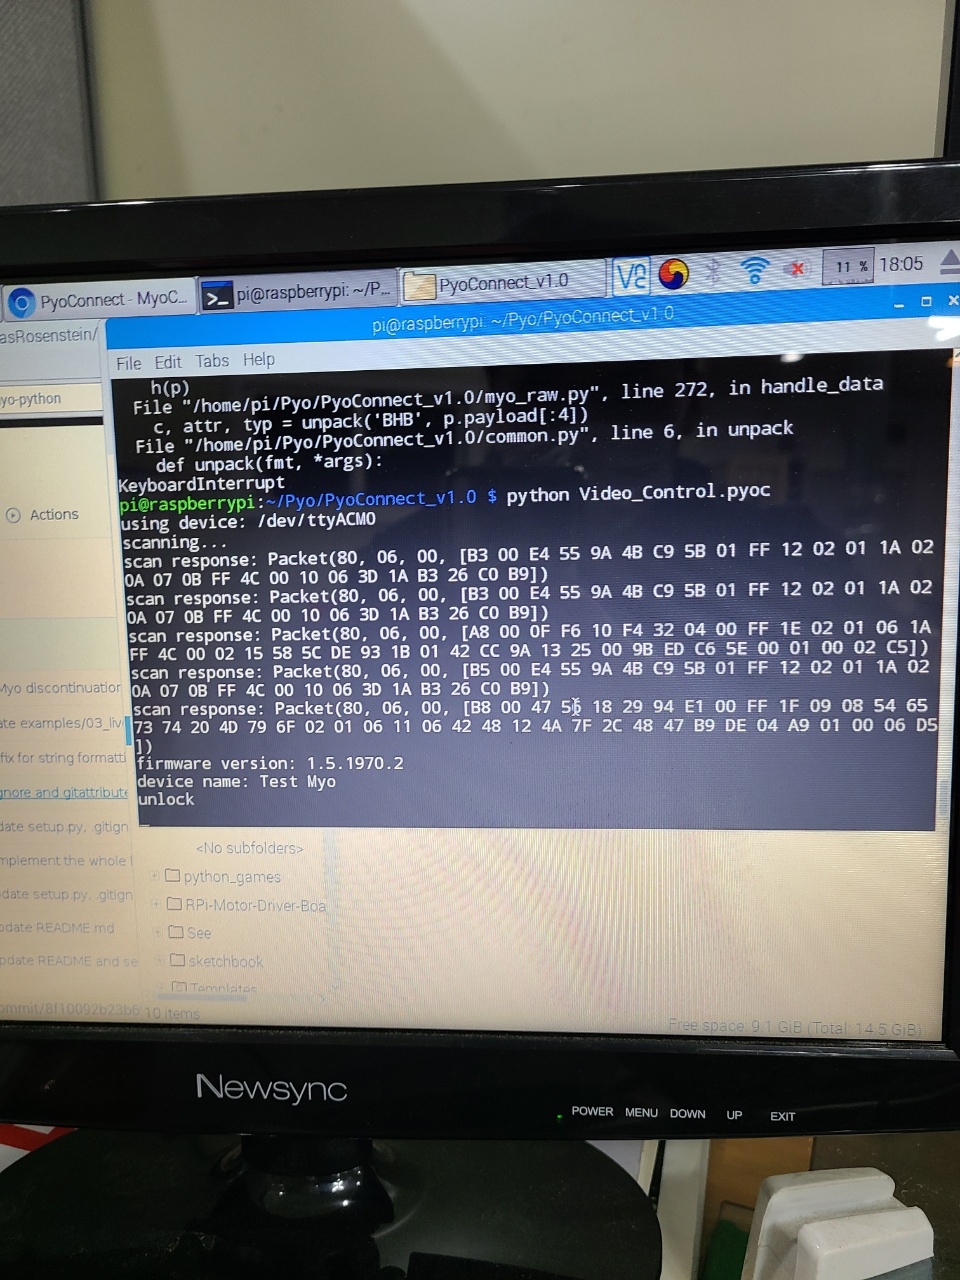 PyoConnect - MyoC...
pi@raspberrypi: ~/P...
PyoConnect_v1.0
11 %
18:05
pi@raspberrypi: ~/Pyo/PyoConnect_v1.0
asRosenstein/
File Edit Tabs Help
yo-python
h(p)
File "/home/pi/Pyo/PyoConnect_v1.0/myo_raw.py", line 272, in handle_data
c, attr, typ = unpack('BHB', p.payload[:4])
File "/home/pi/Pyo/PyoConnect_v1.0/common.py", line 6, in unpack
def unpack(fmt, *args):
KeyboardInterrupt
pi@raspberrypi:~/Pyo/PyoConnect_v1.0 $ python Video_Control.pyoc
using device: /dev/ttyACM0
scanning...
scan response: Packet(80, 06, 00, [B3 00 E4 55 9A 4B C9 5B 01 FF 12 02 01 1A 02
0A 07 0B FF 4C 00 10 06 3D 1A B3 26 C0 B9])
scan response: Packet(80, 06, 00, [B3 00 E4 55 9A 4B C9 5B 01 FF 12 02 01 1A 02
0A 07 0B FF 4C 00 10 06 3D 1A B3 26 C0 B9])
scan response: Packet(80, 06, 00, [A8 00 0F F6 10 F4 32 04 00 FF 1E 02 01 06 1A
FF 4C 00 02 15 58 5C DE 93 1B 01 42 CC 9A 13 25 00 9B ED C6 5E 00 01 00 02 C5])
scan response: Packet(80, 06, 00, [B5 00 E4 55 9A 4B C9 5B 01 FF 12 02 01 1A 02
0A 07 0B FF 4C 00 10 06 3D 1A B3 26 C0 B9])
scan response: Packet(80, 06, 00, [B8 00 47 56 18 29 94 E1 00 FF 1F 09 08 54 65
73 74 20 4D 79 6F 02 01 06 11 06 42 48 12 4A 7F 2C 48 47 B9 DE 04 A9 01 00 06 D5
])
firmware version: 1.5.1970.2
device name: Test Myo
unlock
Actions
Myo discontinuation
ate examples/03_live
fix for string formatti
gnore and gitattribute
date setup.py, .gitign
mplement the whole l
date setup.py, .gitign
pdate README.md
pdate README and se
ommit/8f10092b23b6
<No subfolders>
python_games
RPi-Motor-Driver-Boa
See
sketchbook
Templates
10 items
Free space: 9.1 GiB (Total: 14.5 GiB)
Newsync
POWER MENU DOWN UP EXIT